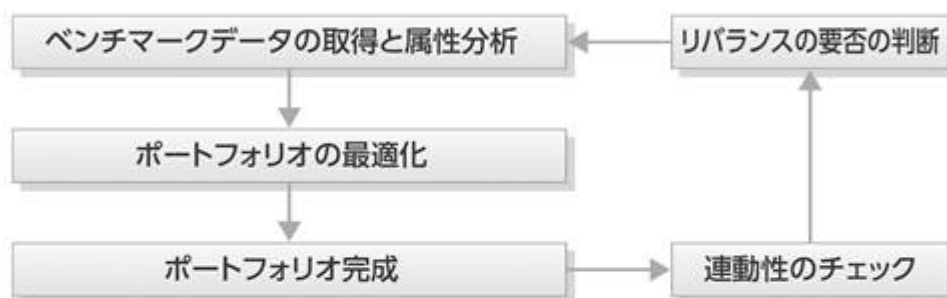 ベンチマークデータの取得と属性分析
リバランスの要否の判断
ポートフォリオの最適化
ポートフォリオ完成
連動性のチェック